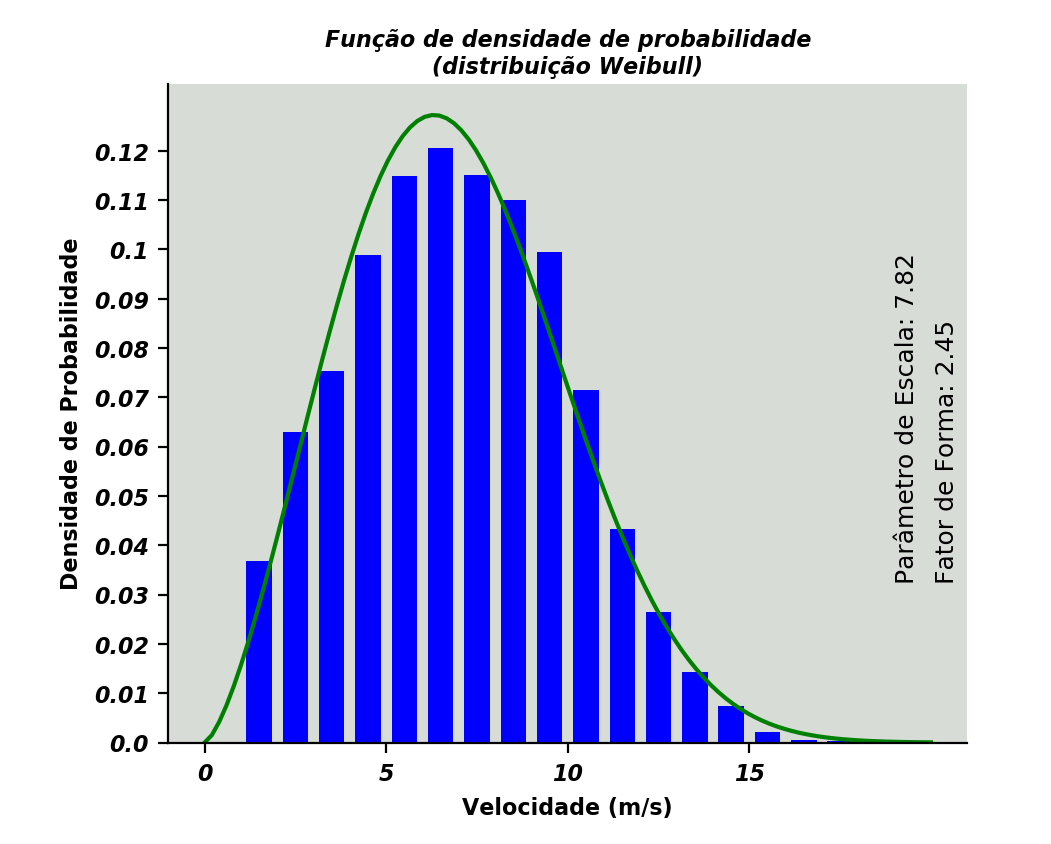 Função de densidade de probabilidade
(distribuição Weibull)
Densidade de Probabilidade
0.12
0.11
0.1
0.09
0.08
0.07
0.06
0.05
0.04
0.03
0.02
0.01
0.0
Parâmetro de Escala: 7.82
Fator de Forma: 2.45
0 5 10 15
Velocidade (m/s)